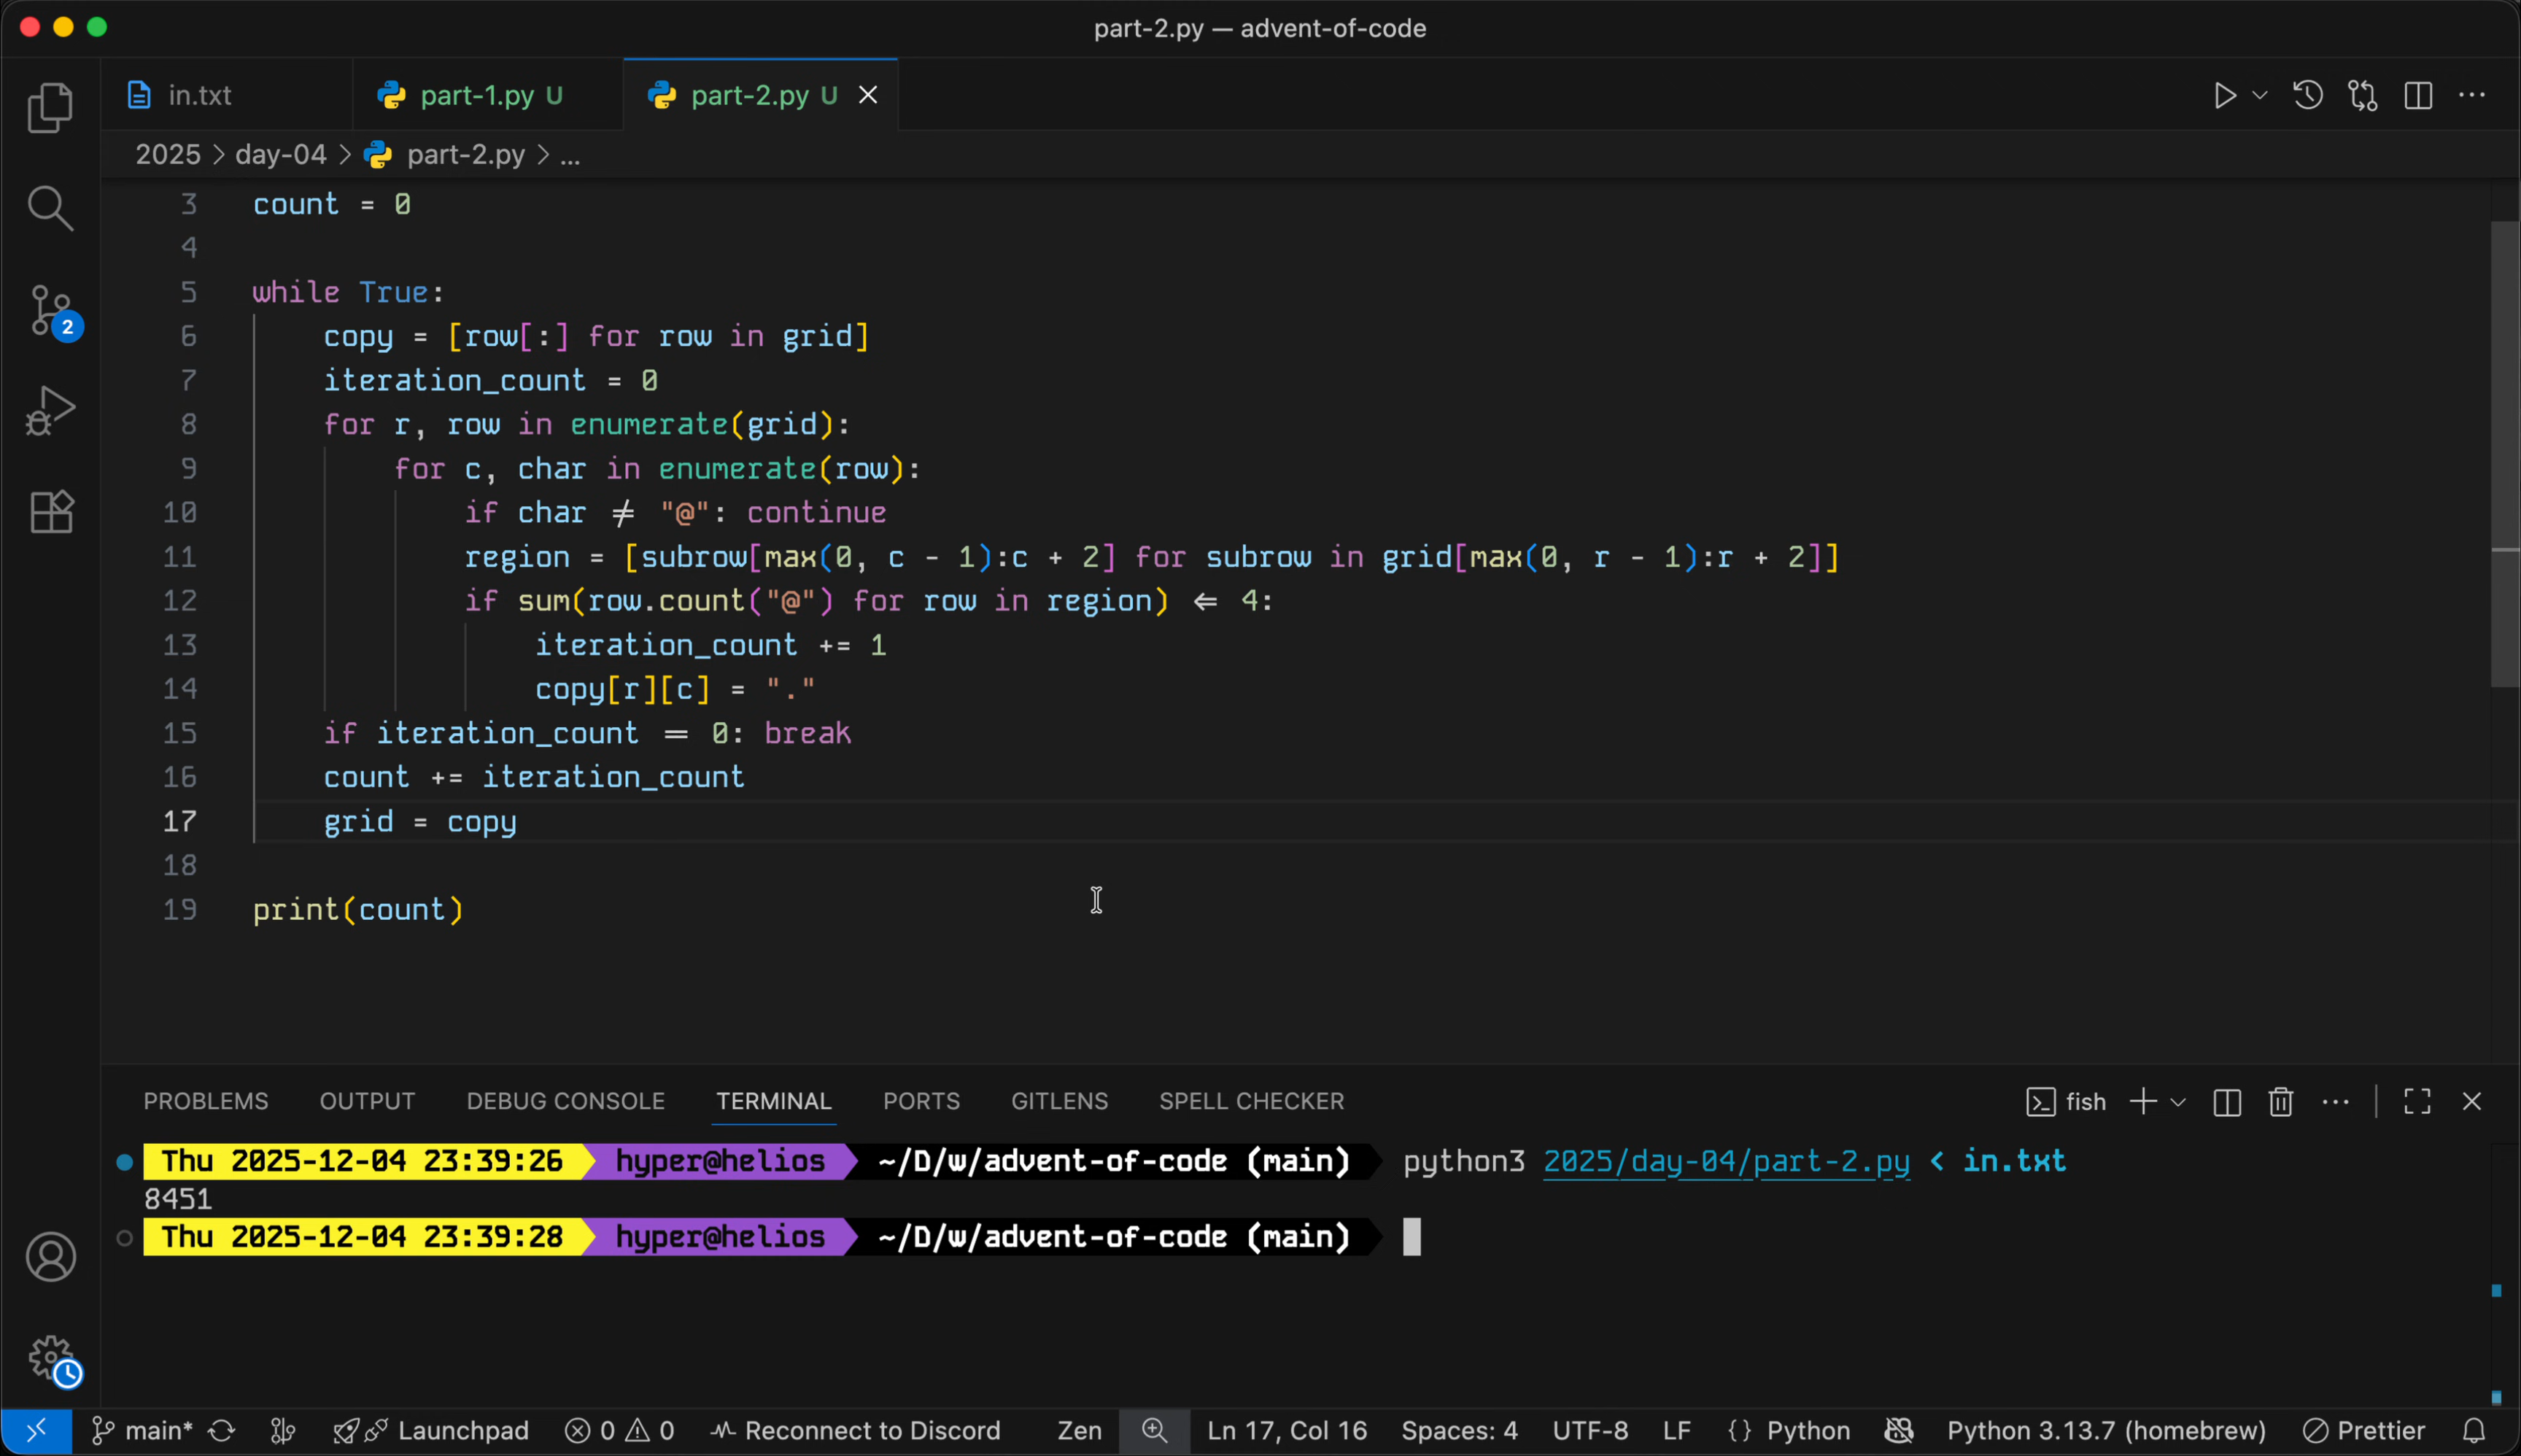 part-2.py — advent-of-code
in.txt
part-1.py U
part-2.py U
2025 > day-04 > part-2.py > ...
3 count = 0
4
5 while True:
6 copy = [row[:] for row in grid]
7 iteration_count = 0
8 for r, row in enumerate(grid):
9 for c, char in enumerate(row):
10 if char ≠ "@": continue
11 region = [subrow[max(0, c - 1):c + 2] for subrow in grid[max(0, r - 1):r + 2]]
12 if sum(row.count("@") for row in region) <= 4:
13 iteration_count += 1
14 copy[r][c] = "."
15 if iteration_count == 0: break
16 count += iteration_count
17 grid = copy
18
19 print(count)
2
PROBLEMS OUTPUT DEBUG CONSOLE TERMINAL PORTS GITLENS SPELL CHECKER
fish
Thu 2025-12-04 23:39:26 hyper@helios ~/D/w/advent-of-code (main) python3 2025/day-04/part-2.py < in.txt
8451
Thu 2025-12-04 23:39:28 hyper@helios ~/D/w/advent-of-code (main)
main* Launchpad 0 0 Reconnect to Discord Zen Ln 17, Col 16 Spaces: 4 UTF-8 LF {} Python Python 3.13.7 (homebrew) Prettier